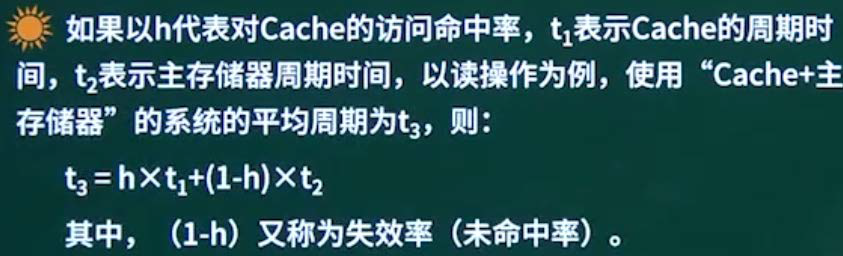 如果以h代表对Cache的访问命中率，t₁表示Cache的周期时
间，t₂表示主存储器周期时间，以读操作为例，使用“Cache+主
存储器”的系统的平均周期为t₃，则：
t₃ = h×t₁+(1-h)×t₂
其中，（1-h）又称为失效率（未命中率）。